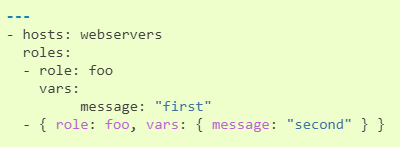 ---
- hosts: webservers
  roles:
  - role: foo
    vars:
         message: "first"
  - { role: foo, vars: { message: "second" } }